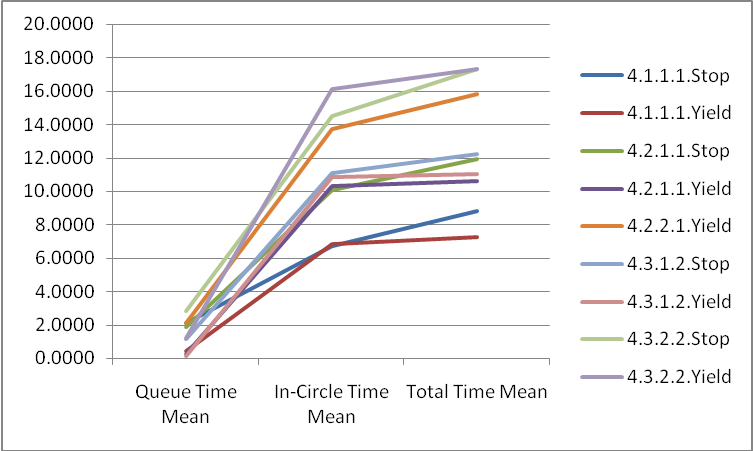 20.0000
18.0000
16.0000
14.0000
12.0000
10.0000
8.0000
6.0000
4.0000
2.0000
0.0000
Queue Time
Mean
In-Circle Time
Mean
Total Time Mean
4.1.1.1.Stop
4.1.1.1.Yield
4.2.1.1.Stop
4.2.1.1.Yield
4.2.2.1.Yield
4.3.1.2.Stop
4.3.1.2.Yield
4.3.2.2.Stop
4.3.2.2.Yield